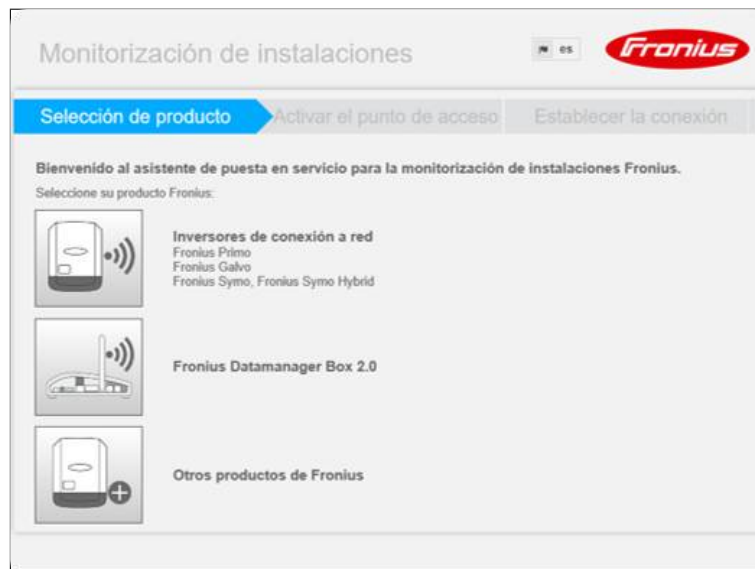 Monitorización de instalaciones
es
Fronius
Selección de producto
Activar el punto de acceso
Establecer la conexión
Bienvenido al asistente de puesta en servicio para la monitorización de instalaciones Fronius.
Seleccione su producto Fronius:
Inversores de conexión a red
Fronius Primo
Fronius Galvo
Fronius Symo, Fronius Symo Hybrid
Fronius Datamanager Box 2.0
Otros productos de Fronius